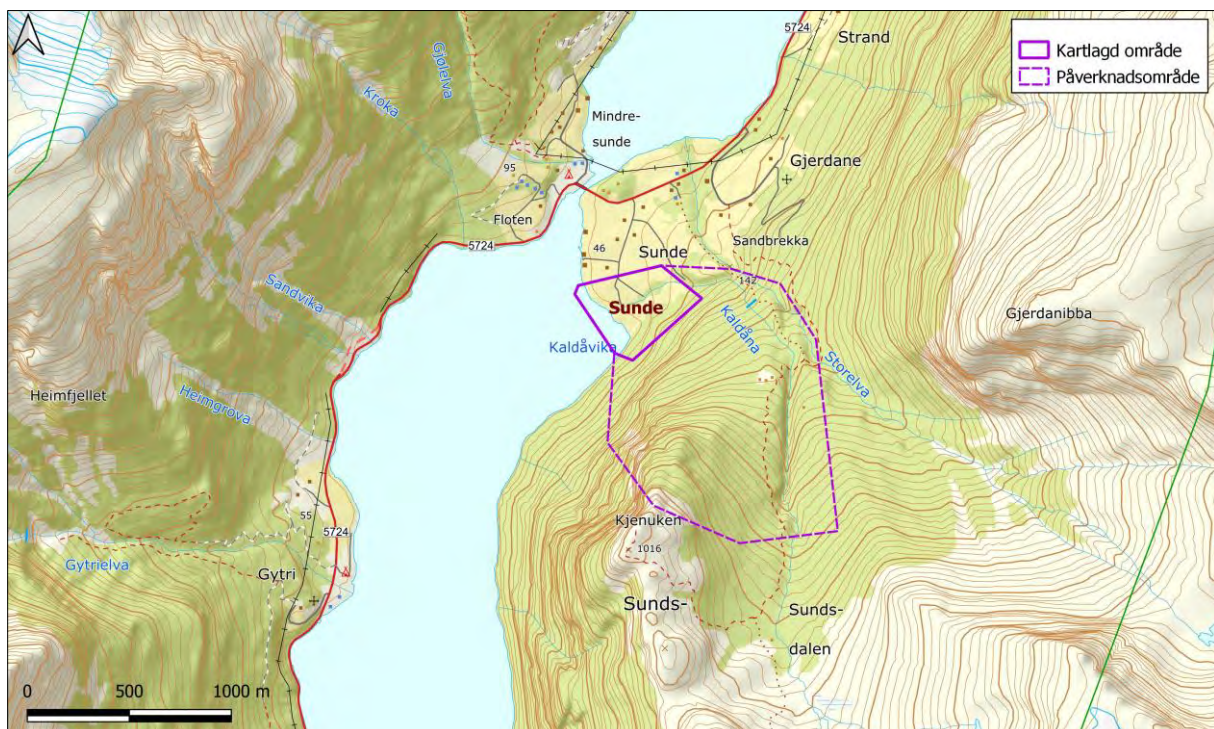 Kartlagd område
Påverknadsområde
5724
Strand
Gjølelva
Kroka
Mindre-
sunde
95
Gjerdane
Floten
5724
46
Sunde
Sandbrekka
142
Sandvika
Sunde
Kaldåna
Gjerdanibba
Kaldåvika
Storelva
Heimfjellet
Heimgrova
Kjenuken
55
5724
1016
Gytrielva
Gytri
Sunds-
Sunds-
dalen
0 500 1000 m